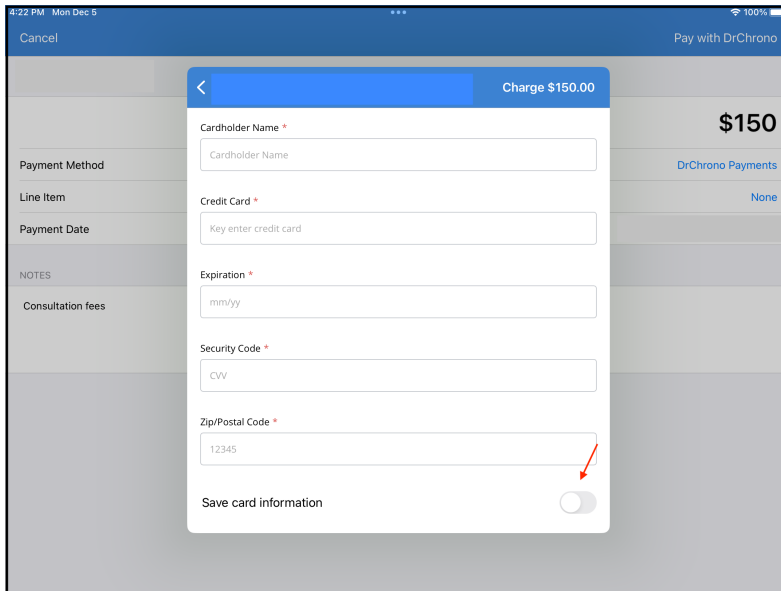 4:22 PM Mon Dec 5
100%
Cancel
Pay with DrChrono
Charge $150.00
$150
Cardholder Name *
Cardholder Name
Payment Method
DrChrono Payments
Line Item
None
Credit Card *
Key enter credit card
Payment Date
Expiration *
mm/yy
NOTES
Consultation fees
Security Code *
CVV
Zip/Postal Code *
12345
Save card information